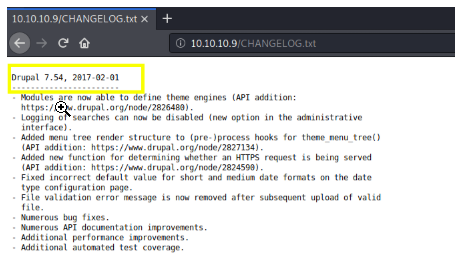 10.10.10.9/CHANGELOG.txt
10.10.10.9/CHANGELOG.txt
Drupal 7.54, 2017-02-01
-----------------------
- Modules are now able to define theme engines (API addition:
https://www.drupal.org/node/2826480).
- Logging of searches can now be disabled (new option in the administrative
interface).
- Added menu tree render structure to (pre-)process hooks for theme_menu_tree()
(API addition: https://www.drupal.org/node/2827134).
- Added new function for determining whether an HTTPS request is being served
(API addition: https://www.drupal.org/node/2824590).
- Fixed incorrect default value for short and medium date formats on the date
type configuration page.
- File validation error message is now removed after subsequent upload of valid
file.
- Numerous bug fixes.
- Numerous API documentation improvements.
- Additional performance improvements.
- Additional automated test coverage.